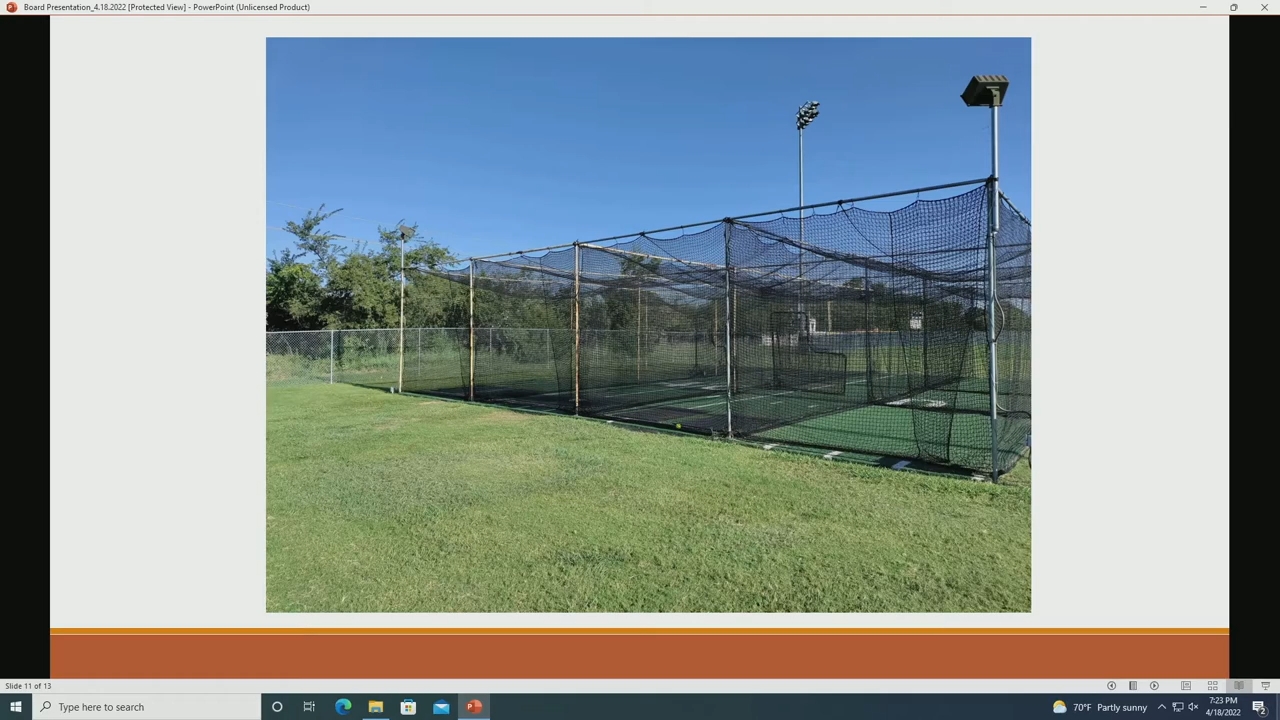 Board Presentation_4.18.2022 [Protected View] - PowerPoint (Unlicensed Product)
Slide 11 of 13
Type here to search
70°F Partly sunny
7:23 PM
4/18/2022
2